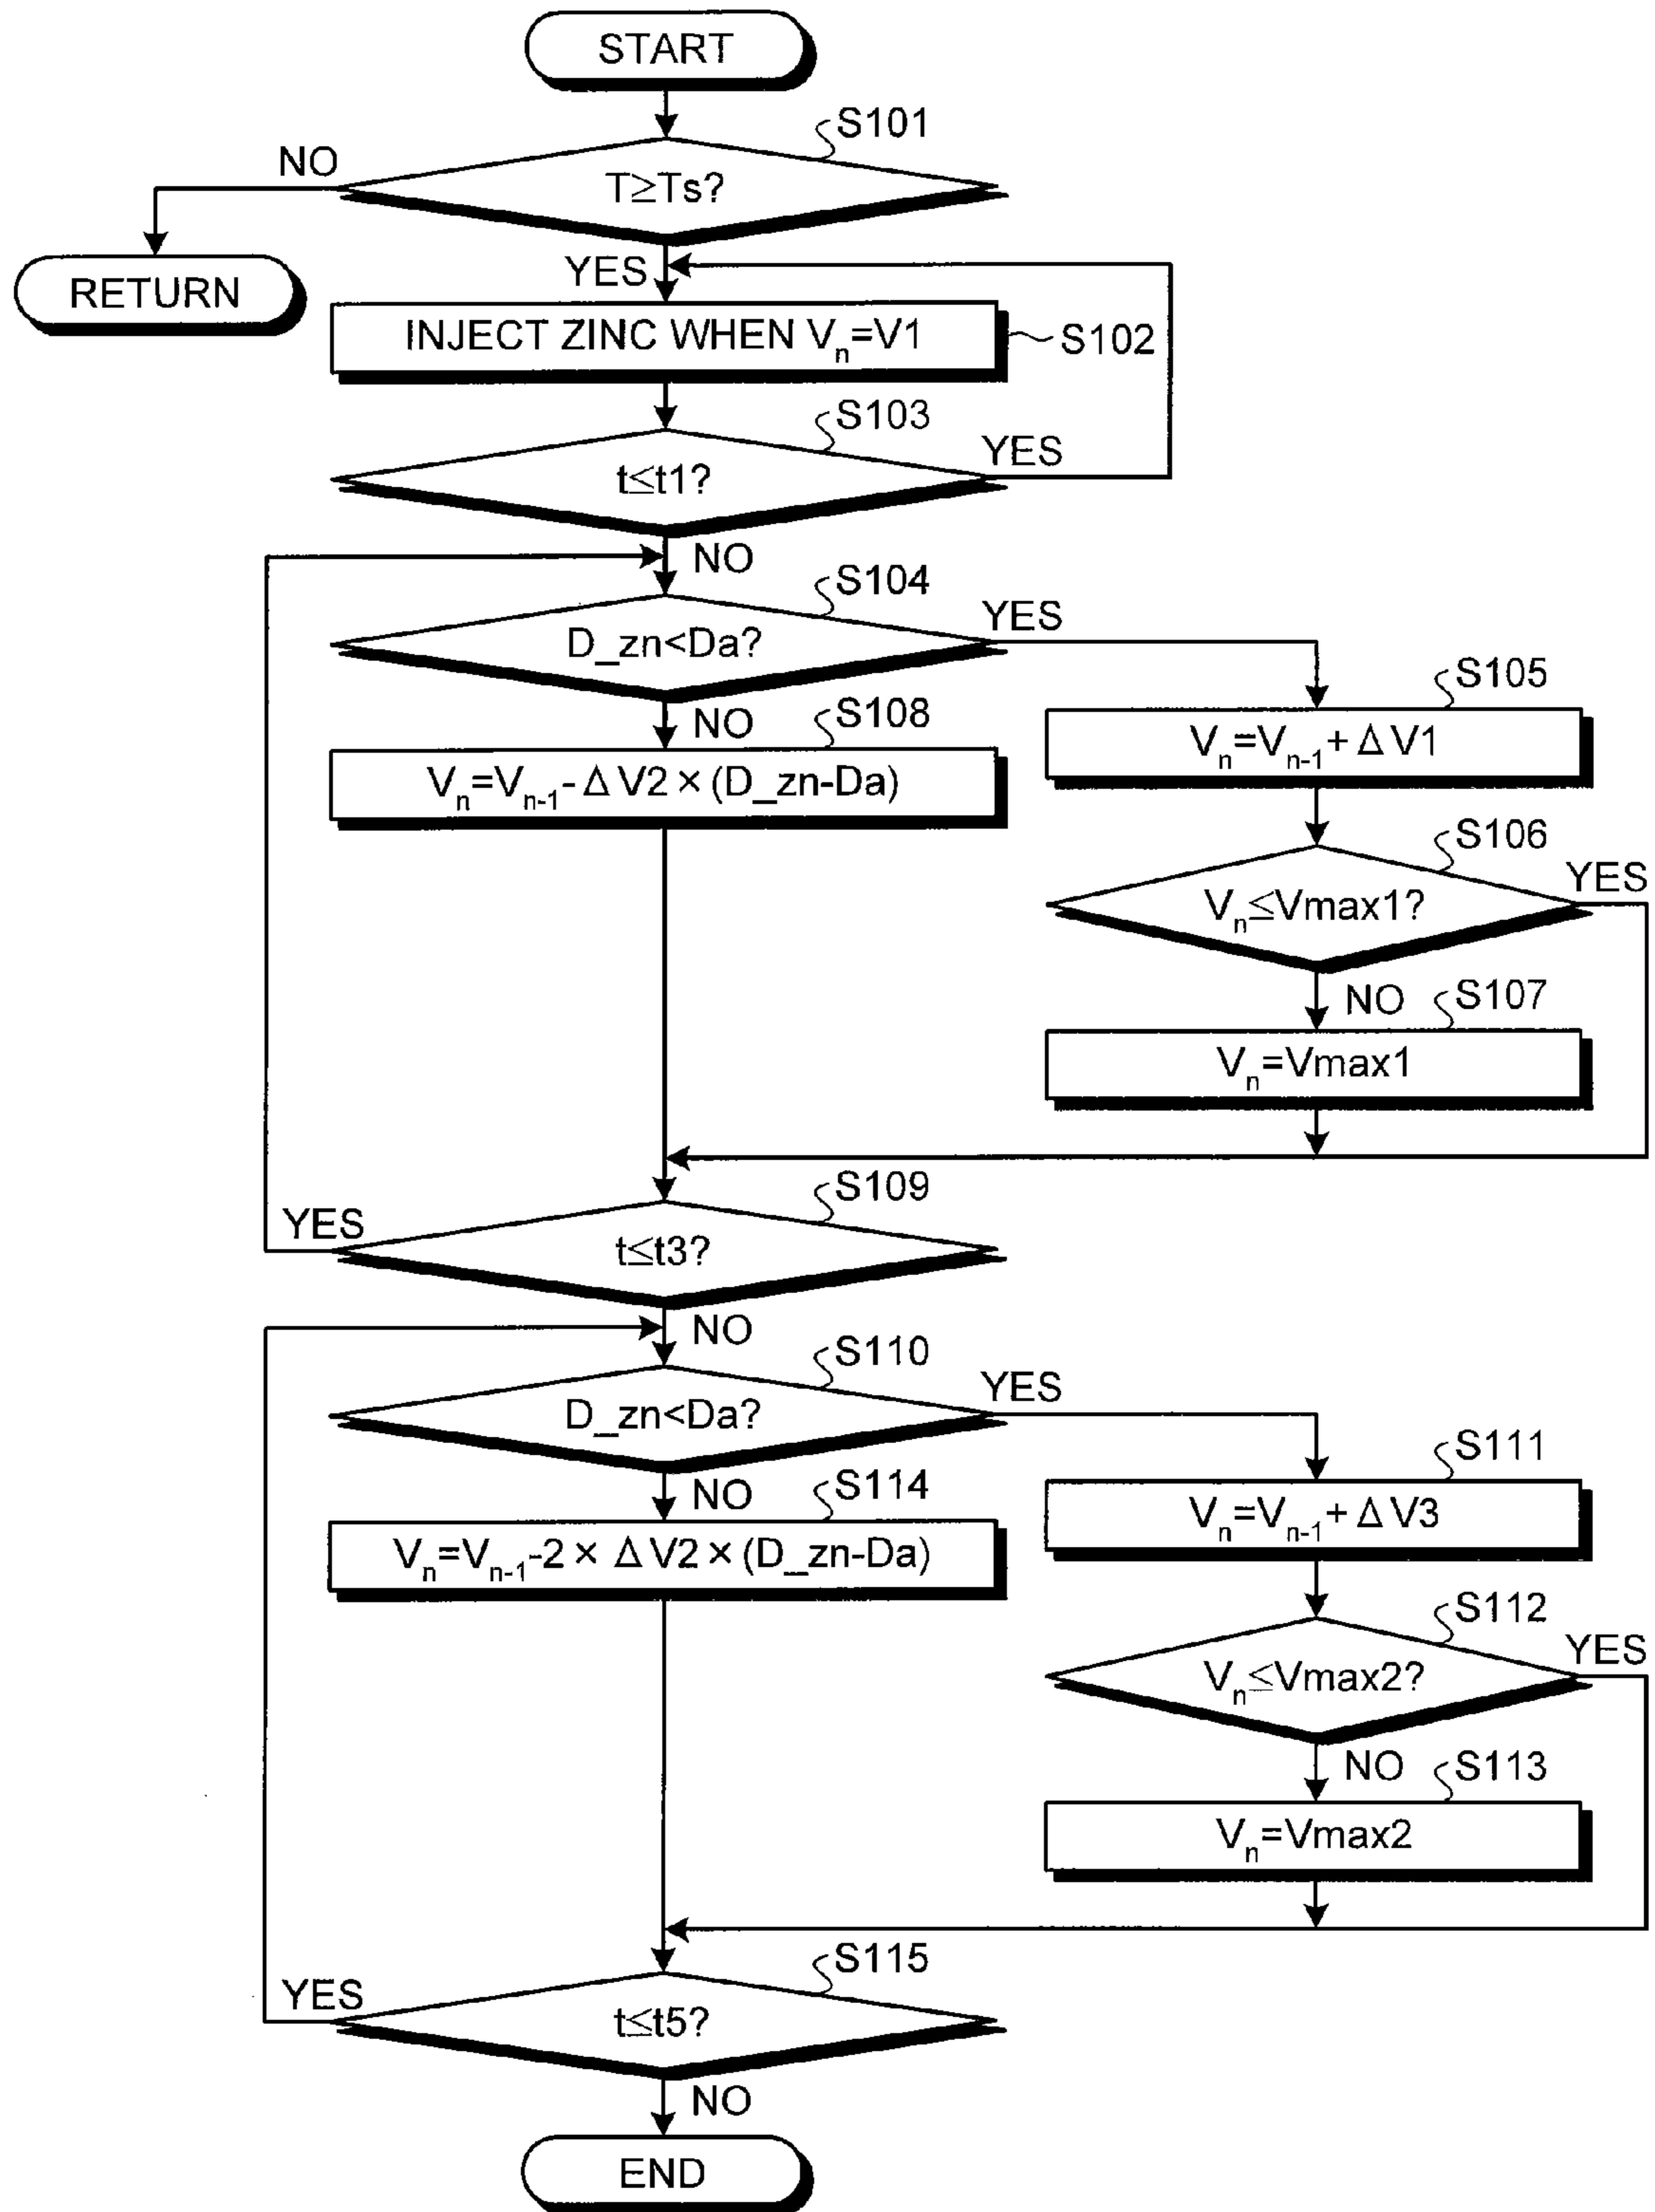 START
S101
NO
T≥Ts?
RETURN
YES
INJECT ZINC WHEN Vn=V1
S102
S103
YES
t≤t1?
NO
S104
YES
D_zn<Da?
S105
NO
S108
Vn=Vn-1+ΔV1
Vn=Vn-1-ΔV2×(D_zn-Da)
S106
YES
Vn≤Vmax1?
NO
S107
Vn=Vmax1
S109
YES
t≤t3?
NO
S110
YES
D_zn<Da?
S111
NO
S114
Vn=Vn-1+ΔV3
Vn=Vn-1-2×ΔV2×(D_zn-Da)
S112
YES
Vn≤Vmax2?
NO
S113
Vn=Vmax2
S115
YES
t≤t5?
NO
END